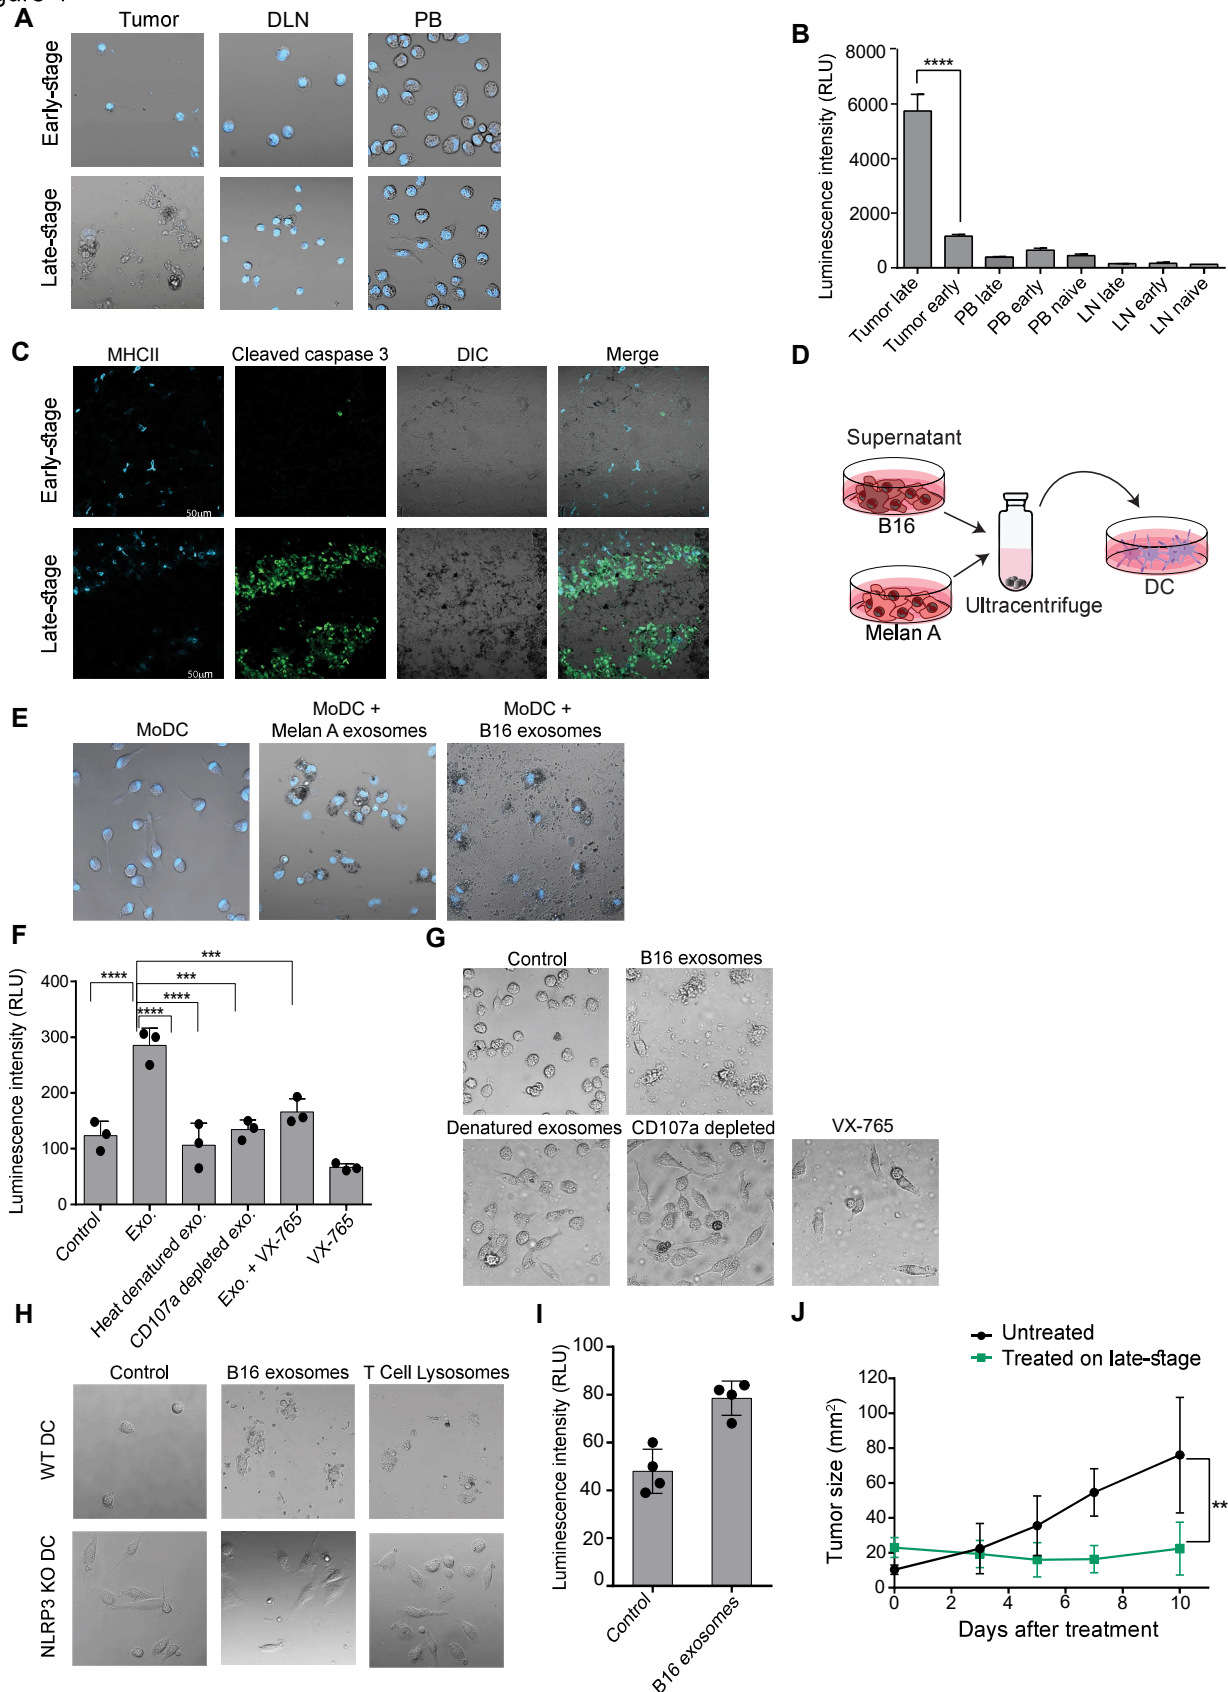 A
Tumor
DLN
PB
Early-stage
Late-stage
B
Luminescence intensity (RLU)
8000
6000
4000
2000
0
****
Tumor late
Tumor early
PB late
PB early
PB naive
LN late
LN early
LN naive
C
MHCII
Cleaved caspase 3
DIC
Merge
Early-stage
50µm
Late-stage
50µm
D
Supernatant
B16
Melan A
Ultracentrifuge
DC
E
MoDC
MoDC +
Melan A exosomes
MoDC +
B16 exosomes
F
Luminescence intensity (RLU)
400
300
200
100
0
****
****
****
***
***
Control
Exo.
Heat denatured exo.
CD107a depleted exo.
Exo. + VX-765
VX-765
G
Control
B16 exosomes
Denatured exosomes
CD107a depleted
VX-765
H
Control
B16 exosomes
T Cell Lysosomes
WT DC
NLRP3 KO DC
I
Luminescence intensity (RLU)
100
80
60
40
20
0
Control
B16 exosomes
J
Untreated
Treated on late-stage
Tumor size (mm²)
120
100
80
60
40
20
0
**
0
2
4
6
8
10
Days after treatment